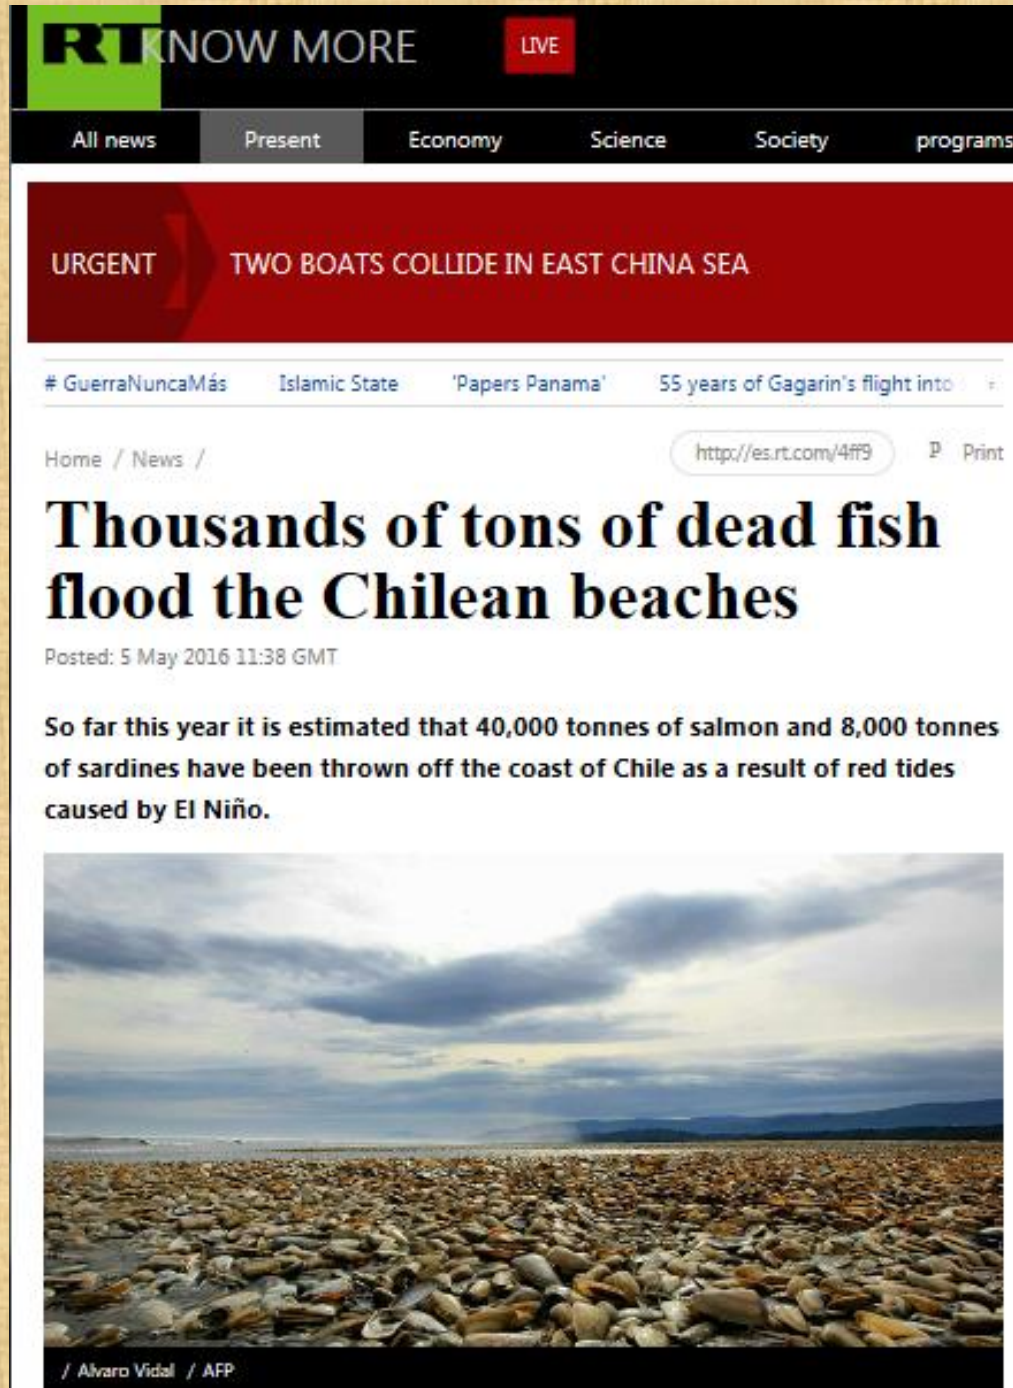 RT KNOW MORE LIVE
All news Present Economy Science Society programs
URGENT TWO BOATS COLLIDE IN EAST CHINA SEA
# GuerraNuncaMás Islamic State 'Papers Panama' 55 years of Gagarin's flight into
Home / News / http://es.rt.com/4ff9 P Print
Thousands of tons of dead fish
flood the Chilean beaches
Posted: 5 May 2016 11:38 GMT
So far this year it is estimated that 40,000 tonnes of salmon and 8,000 tonnes
of sardines have been thrown off the coast of Chile as a result of red tides
caused by El Niño.
/ Alvaro Vidal / AFP